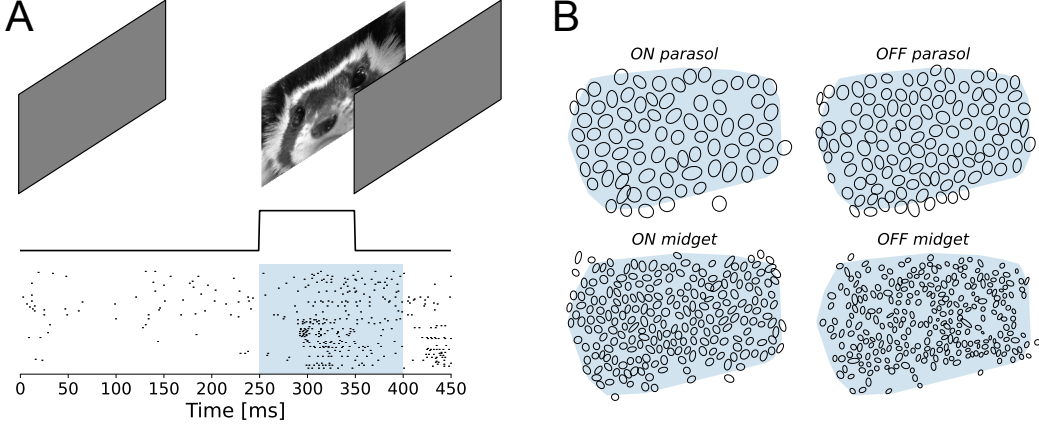 A
B
ON parasol
OFF parasol
ON midget
OFF midget
0 50 100 150 200 250 300 350 400 450
Time [ms]